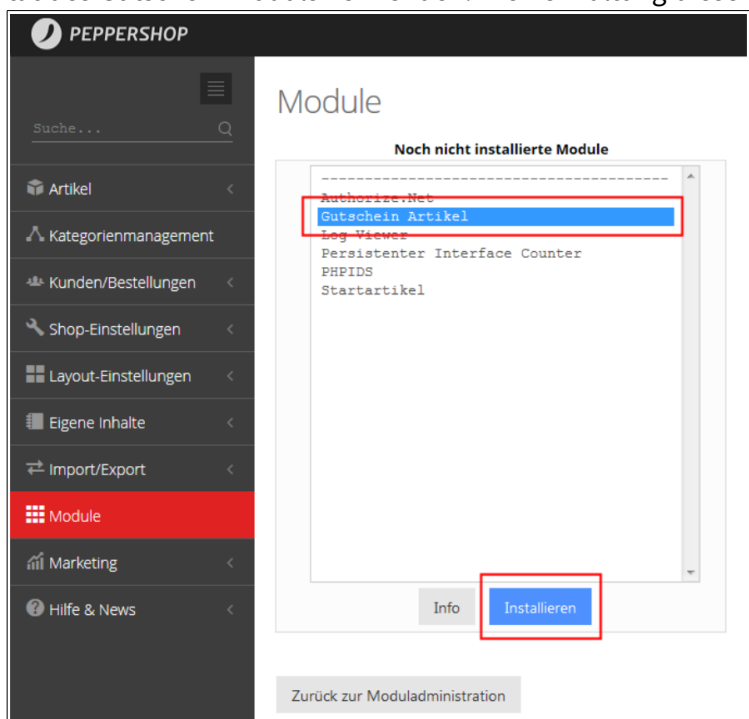 PEPPERSHOP
Suche...
Artikel
Kategorienmanagement
Kunden/Bestellungen
Shop-Einstellungen
Layout-Einstellungen
Eigene Inhalte
Import/Export
Module
Marketing
Hilfe & News
Module
Noch nicht installierte Module
----------------------------------------
Authorize.Net
Gutschein Artikel
Log Viewer
Persistenter Interface Counter
PHPIDS
Startartikel
Info
Installieren
Zurück zur Moduladministration